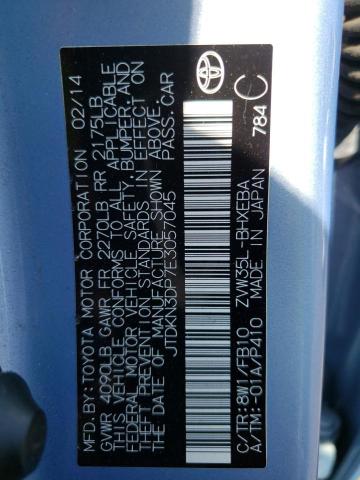 MFD.BY:TOYOTA MOTOR CORPORATION 02/14
GVWR 4090LB GAWR FR 2270LB RR 2175LB
THIS VEHICLE CONFORMS TO ALL APPLICABLE
FEDERAL MOTOR VEHICLE SAFETY, BUMPER, AND
THEFT PREVENTION STANDARDS IN EFFECT ON
THE DATE OF MANUFACTURE SHOWN ABOVE.
JTDKN3DP7E3057045 PASS.CAR
C/TR:8W1/FB10 ZVW35L-BHXEBA
A/TM:-01A/P410 MADE IN JAPAN
784 C